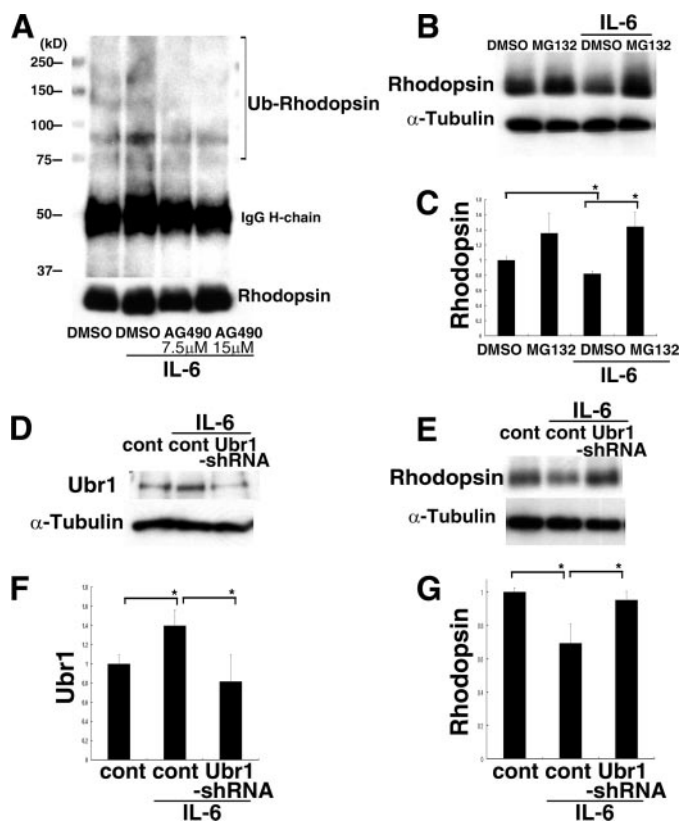 A
(kD)
250–
150–
100–
75–
50–
37–
Ub-Rhodopsin
IgG H-chain
Rhodopsin
DMSO DMSO AG490 AG490
7.5μM 15μM
IL-6
B
IL-6
DMSO MG132 DMSO MG132
Rhodopsin
α-Tubulin
C
* *
Rhodopsin
DMSO MG132 DMSO MG132
IL-6
D
IL-6
cont cont Ubr1
-shRNA
Ubr1
α-Tubulin
E
IL-6
cont cont Ubr1
-shRNA
Rhodopsin
α-Tubulin
F
* *
Ubr1
cont cont Ubr1
-shRNA
IL-6
G
* *
Rhodopsin
cont cont Ubr1
-shRNA
IL-6